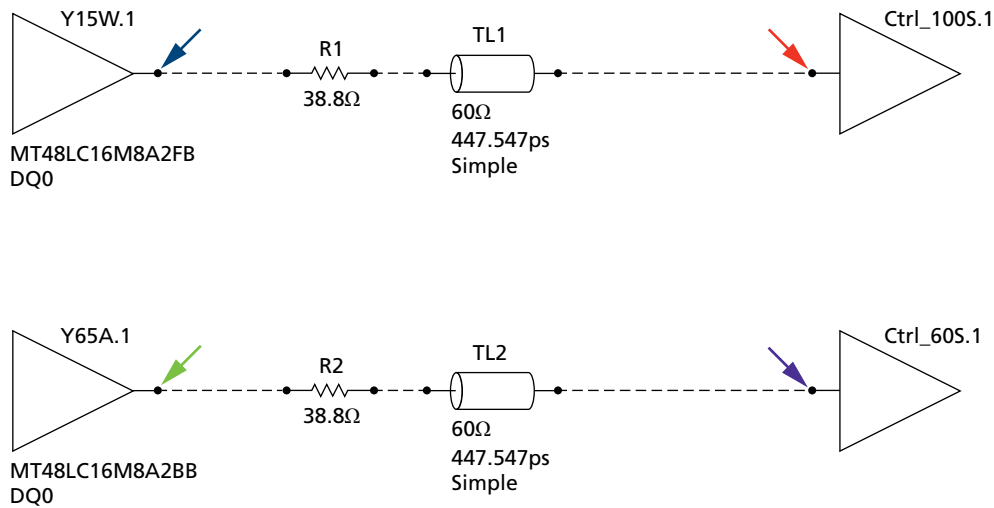 Y15W.1
Ctrl_100S.1
R1
TL1
38.8Ω
60Ω
447.547ps
Simple
MT48LC16M8A2FB
DQ0
Y65A.1
Ctrl_60S.1
R2
TL2
38.8Ω
60Ω
447.547ps
Simple
MT48LC16M8A2BB
DQ0